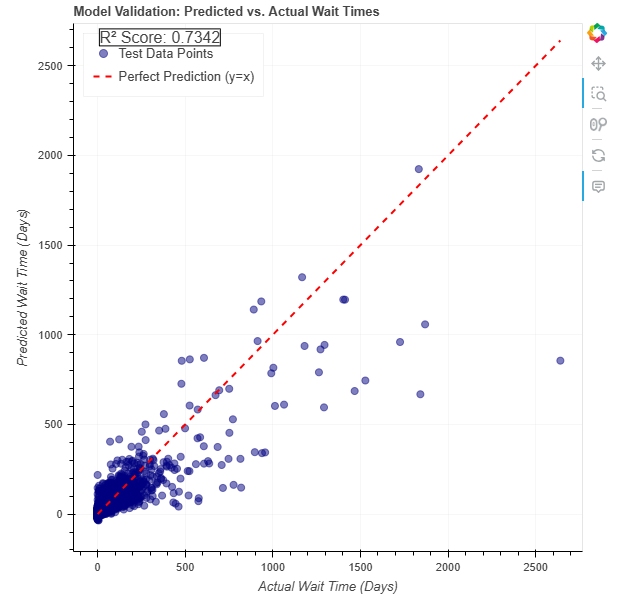 Model Validation: Predicted vs. Actual Wait Times
R² Score: 0.7342
Test Data Points
Perfect Prediction (y=x)
Predicted Wait Time (Days)
2500
2000
1500
1000
500
0
0 500 1000 1500 2000 2500
Actual Wait Time (Days)